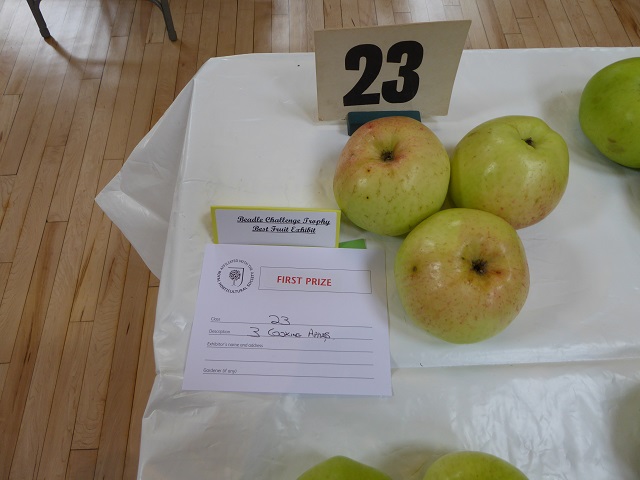 23
Beadle Challenge Trophy
Best Fruit Exhibit
FIRST PRIZE
Class 23
Description 3 Cooking Apples
Exhibitor's name and address